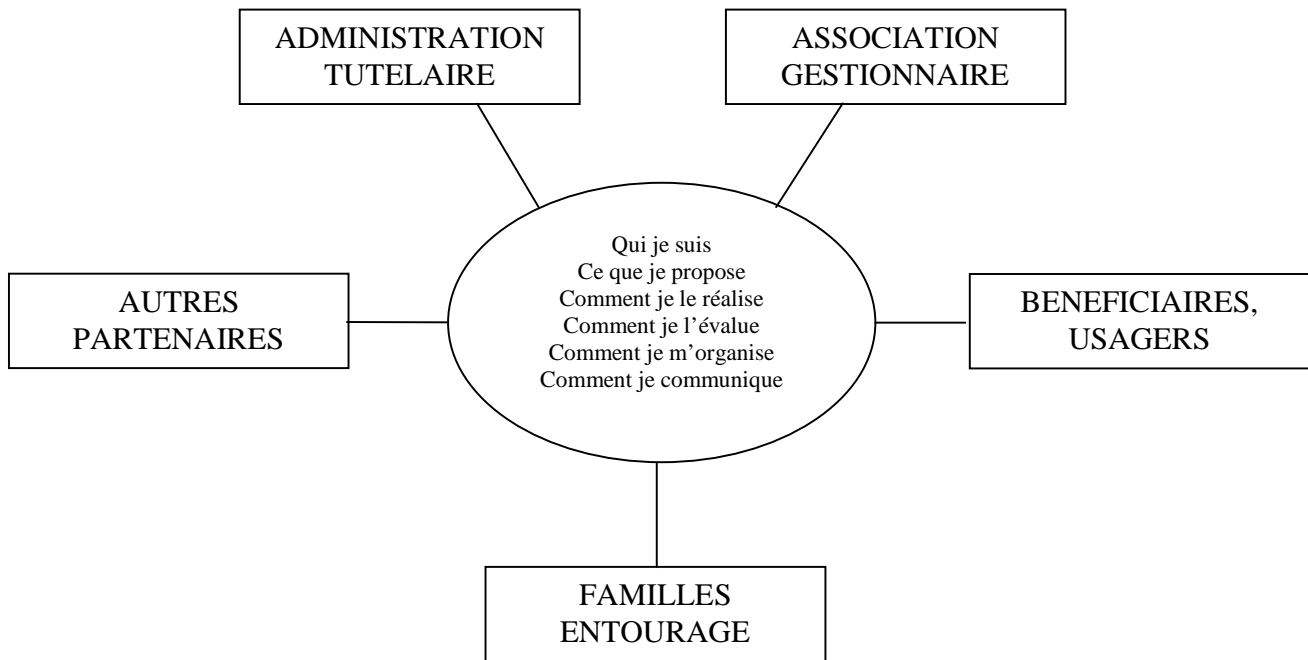 ADMINISTRATION
TUTELAIRE
ASSOCIATION
GESTIONNAIRE
Qui je suis
Ce que je propose
Comment je le réalise
Comment je l’évalue
Comment je m’organise
Comment je communique
AUTRES
PARTENAIRES
BENEFICIAIRES,
USAGERS
FAMILLES
ENTOURAGE